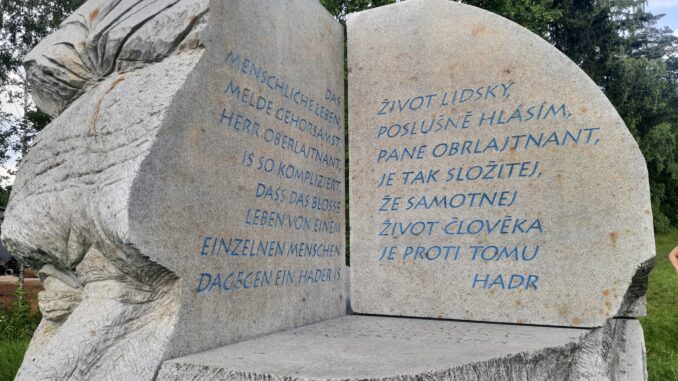 DAS
MENSCHLICHE LEBEN,
MELDE GEHORSAMST
HERR OBERLAJTNANT
IS SO KOMPLIZIERT
DASS DAS BLOSSE
LEBEN VON EINEM
EINZELNEN MENSCHEN
DAGEGEN EIN HADER IS
ŽIVOT LIDSKÝ,
POSLUŠNĚ HLÁSÍM,
PANE OBRLAJTNANT,
JE TAK SLOŽITEJ,
ŽE SAMOTNEJ
ŽIVOT ČLOVĚKA
JE PROTI TOMU
HADR